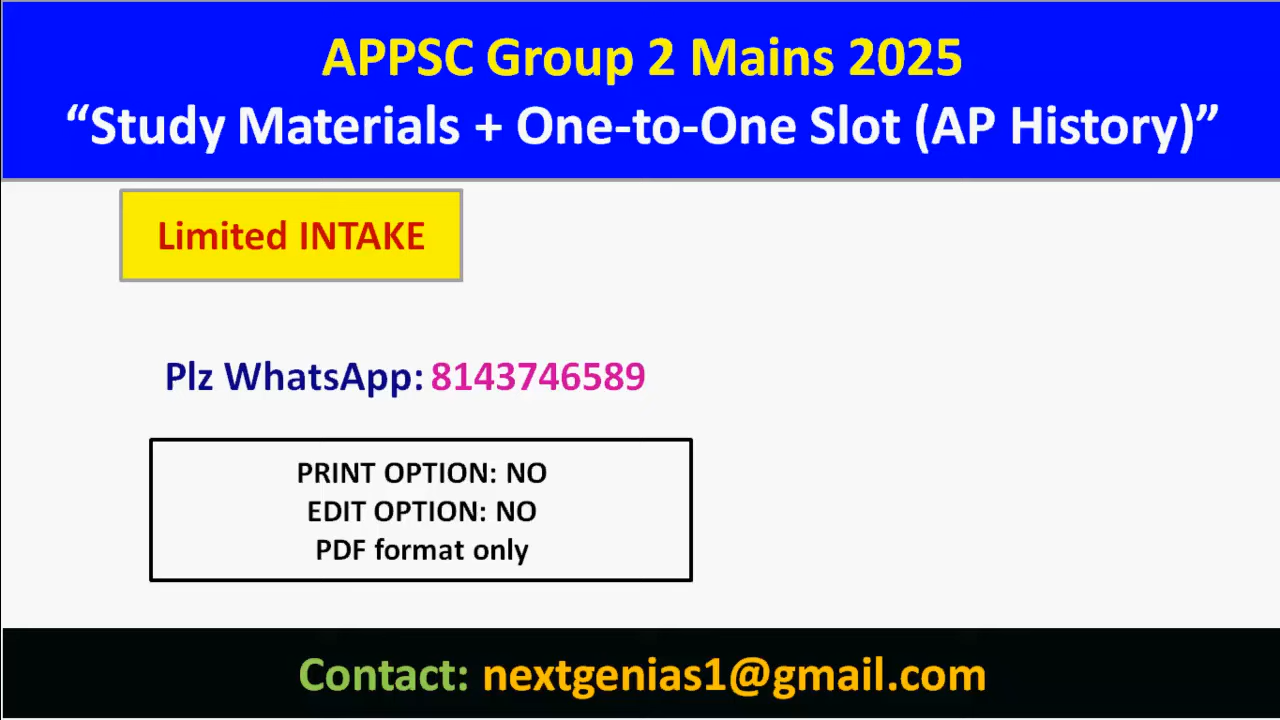 APPSC Group 2 Mains 2025
“Study Materials + One-to-One Slot (AP History)”
Limited INTAKE
Plz WhatsApp: 8143746589
PRINT OPTION: NO
EDIT OPTION: NO
PDF format only
Contact: nextgenias1@gmail.com